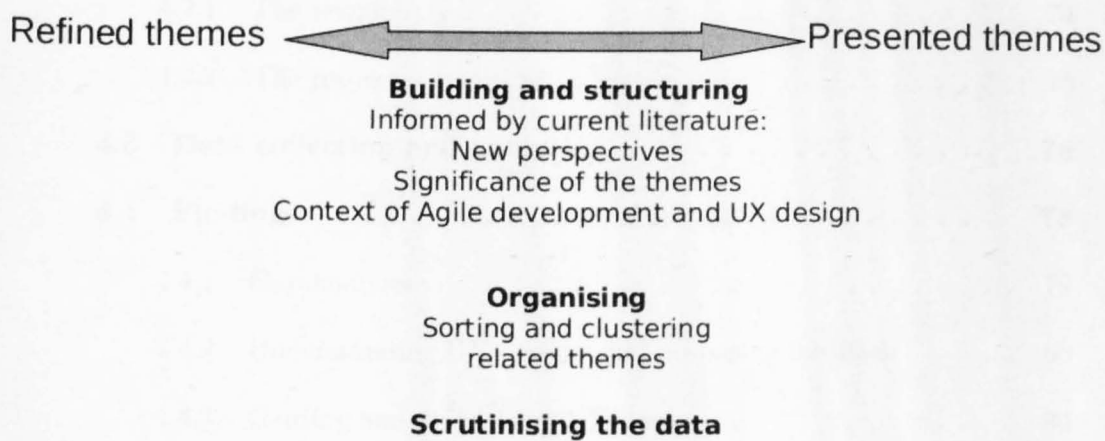 Refined themes Presented themes
Building and structuring
Informed by current literature:
New perspectives
Significance of the themes
Context of Agile development and UX design
Organising
Sorting and clustering
related themes
Scrutinising the data